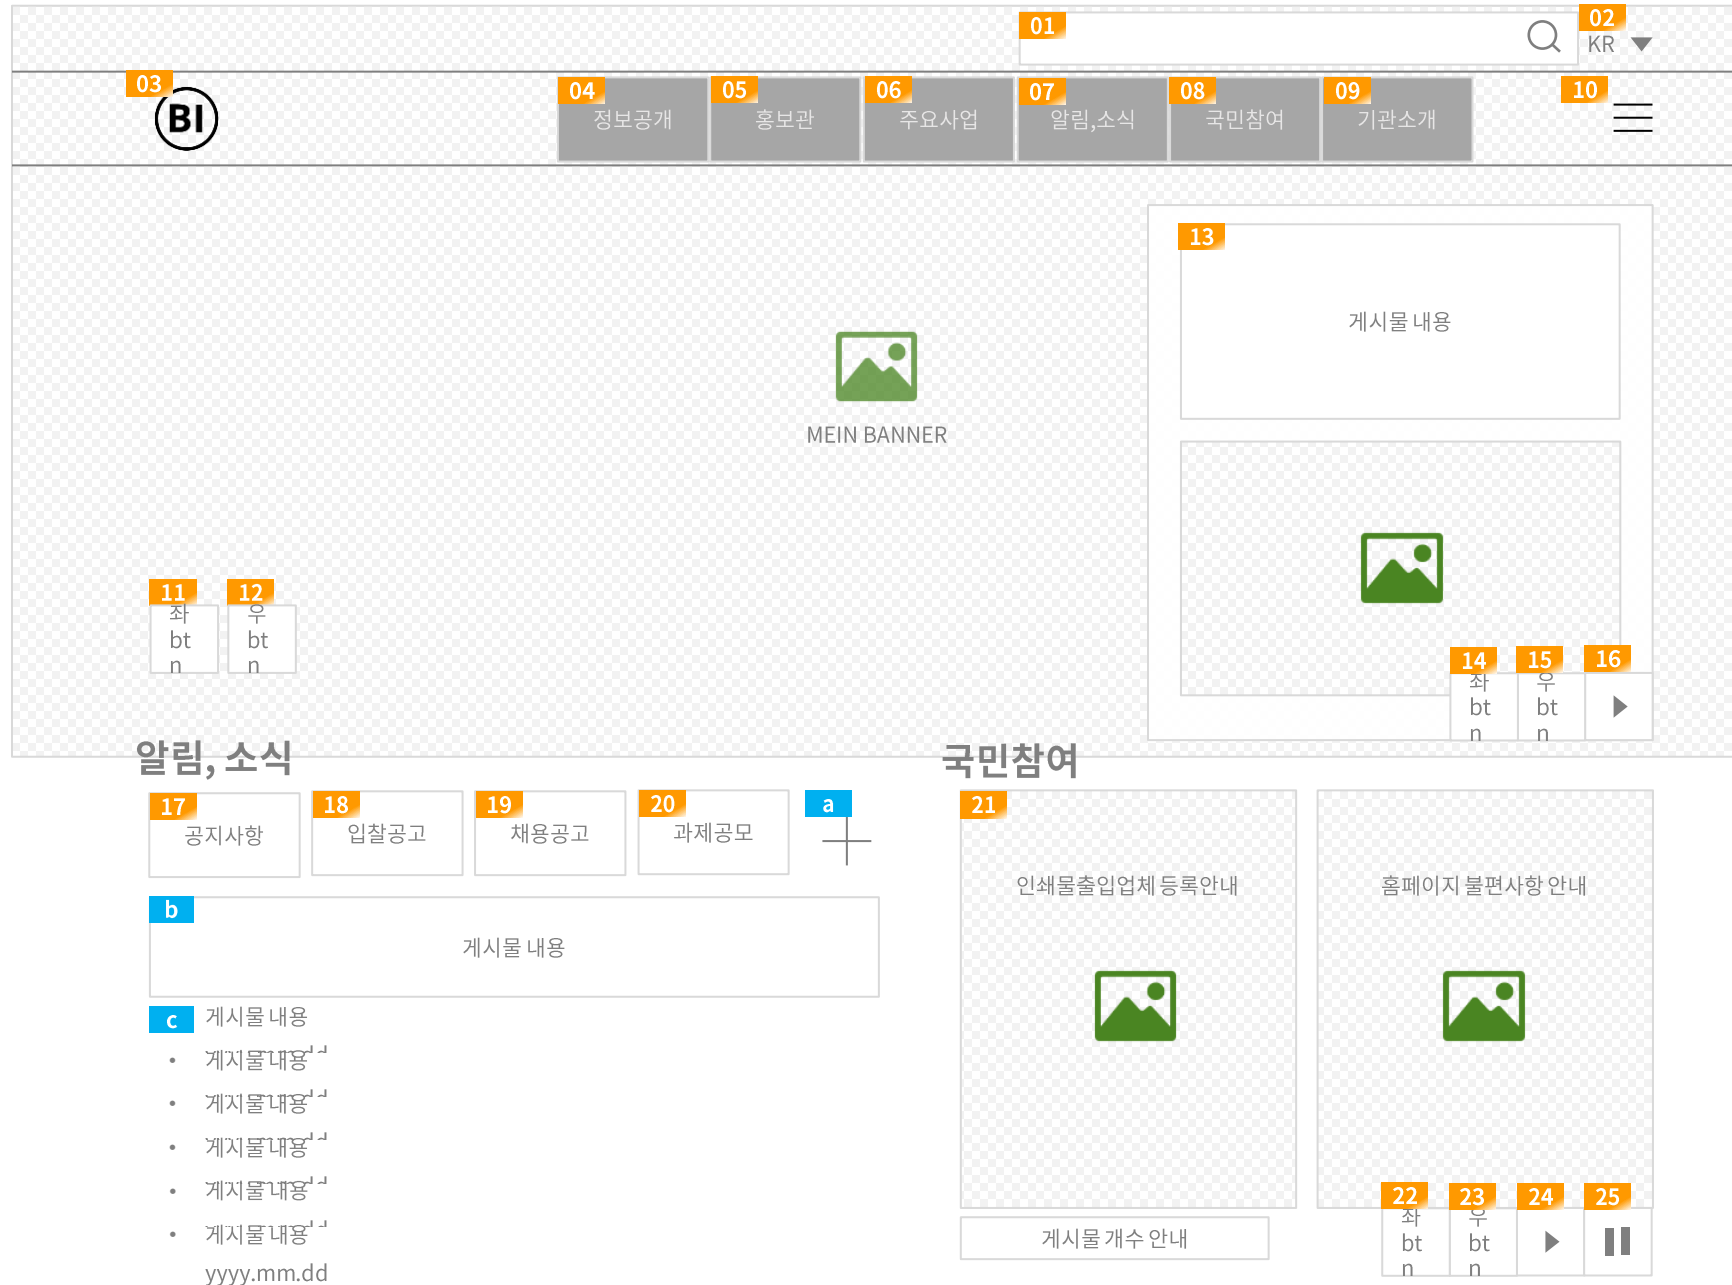 01
02
KR
03
BI
04
정보공개
05
홍보관
06
주요사업
07
알림,소식
08
국민참여
09
기관소개
10
MEIN BANNER
13
게시물 내용
11
좌
bt
n
12
우
bt
n
14
좌
bt
n
15
우
bt
n
16
알림, 소식
17
공지사항
18
입찰공고
19
채용공고
20
과제공모
a
b
게시물 내용
c
게시물 내용
• 게시물 내용
• 게시물 내용
• 게시물 내용
• 게시물 내용
• 게시물 내용
yyyy.mm.dd
국민참여
21
인쇄물출입업체 등록안내
홈페이지 불편사항 안내
게시물 개수 안내
22
좌
bt
n
23
우
bt
n
24
25